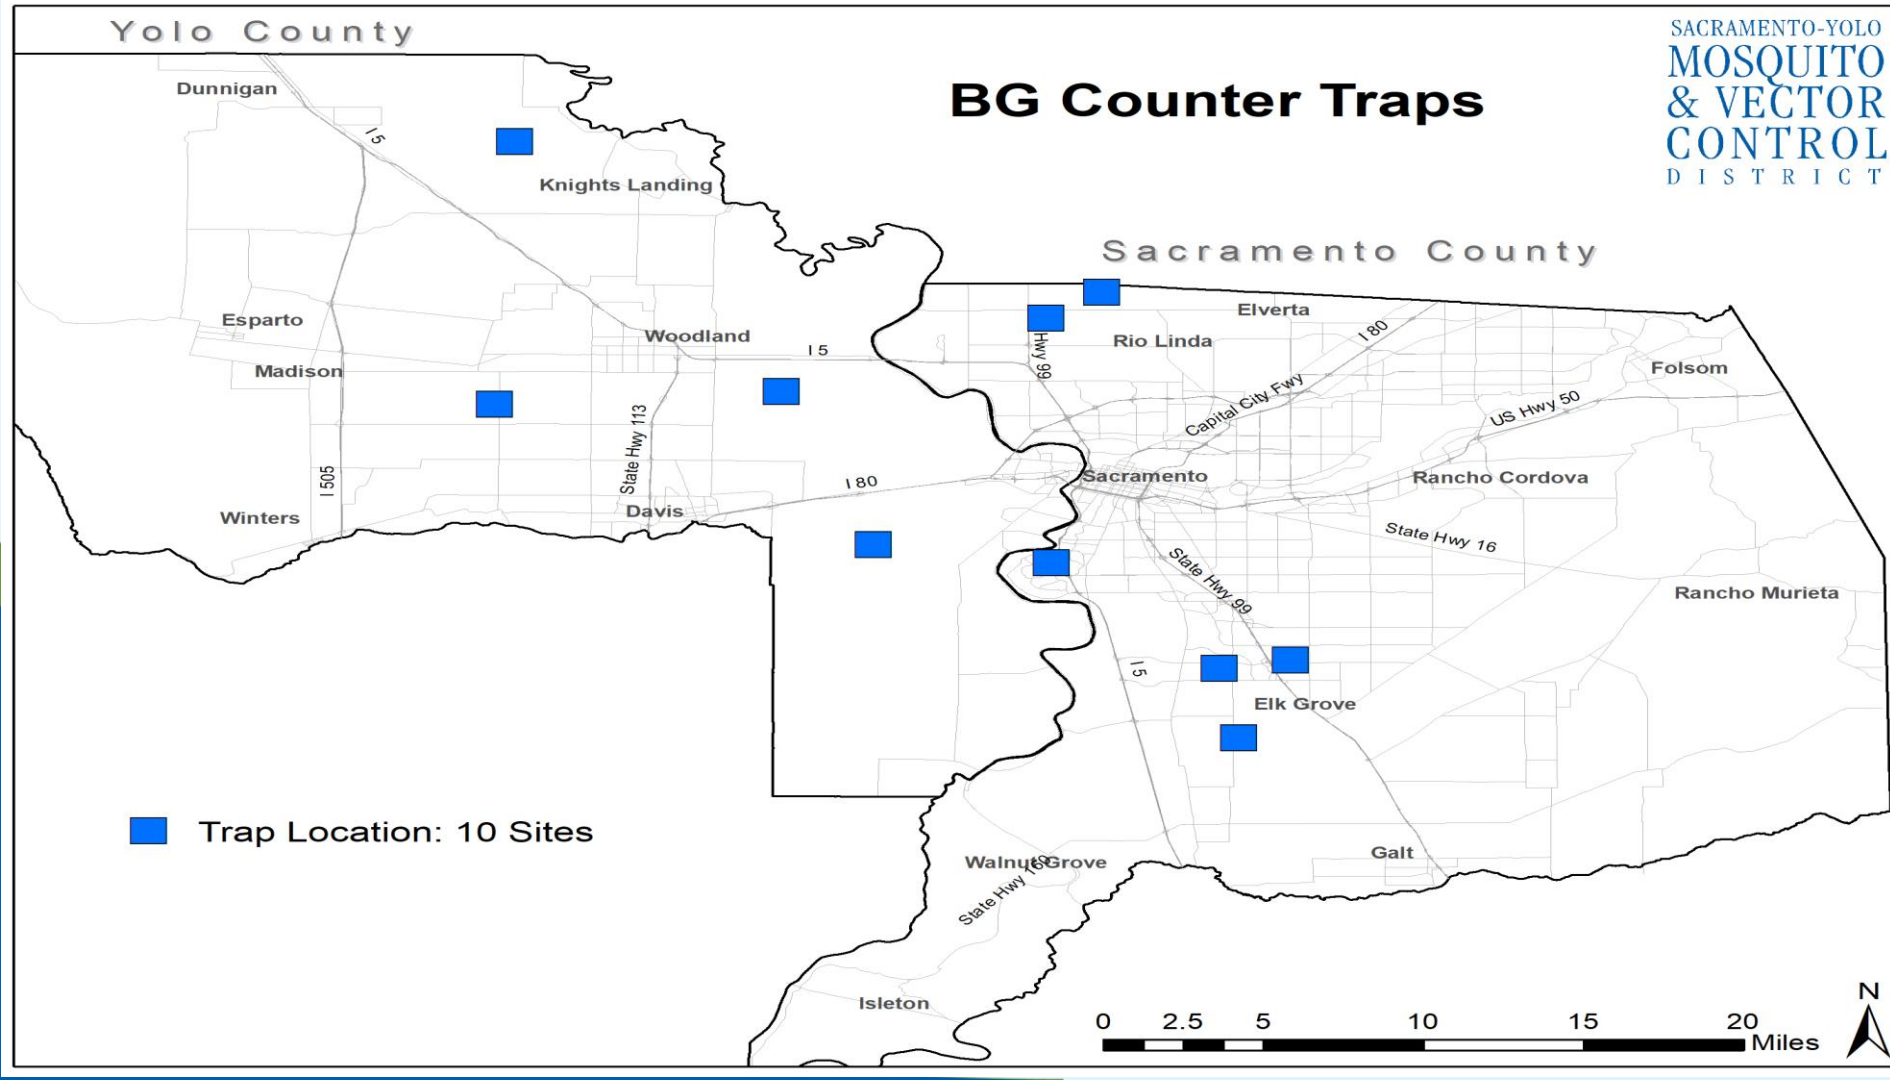 Yolo County
SACRAMENTO-YOLO
MOSQUITO
& VECTOR
CONTROL
DISTRICT
BG Counter Traps
Dunnigan
I 5
Knights Landing
Sacramento County
Esparto
Woodland
I 5
Hwy 99
Elverta
Rio Linda
I 80
Folsom
Madison
Capital City Fwy
US Hwy 50
State Hwy 113
I 505
I 80
Sacramento
Rancho Cordova
Winters
Davis
State Hwy 16
State Hwy 99
Rancho Murieta
I 5
Elk Grove
Trap Location: 10 Sites
Walnut Grove
State Hwy 160
Galt
Isleton
N
0 2.5 5 10 15 20
Miles